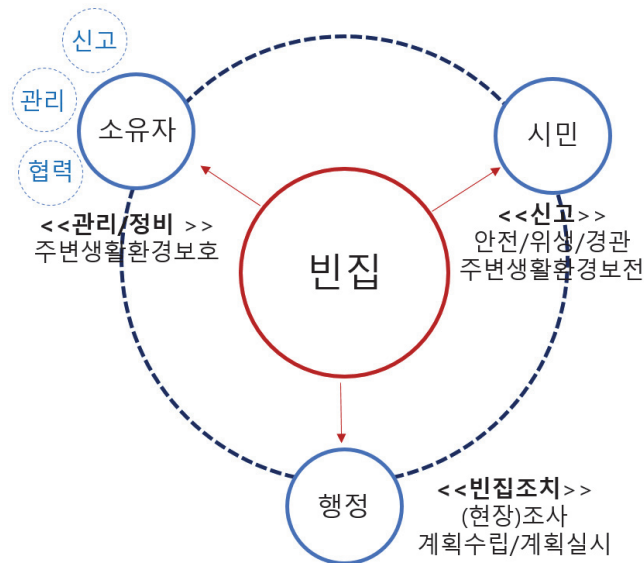 신고
관리
소유자
협력
<<관리/정비 >>
주변생활환경보호
시민
<<신고>>
안전/위생/경관
주변생활환경보전
빈집
행정
<<빈집조치>>
(현장)조사
계획수립/계획실시